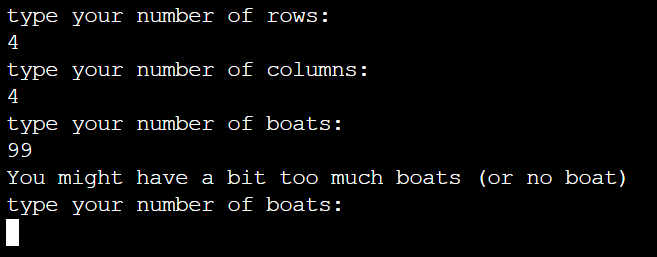 type your number of rows:
4
type your number of columns:
4
type your number of boats:
99
You might have a bit too much boats (or no boat)
type your number of boats: